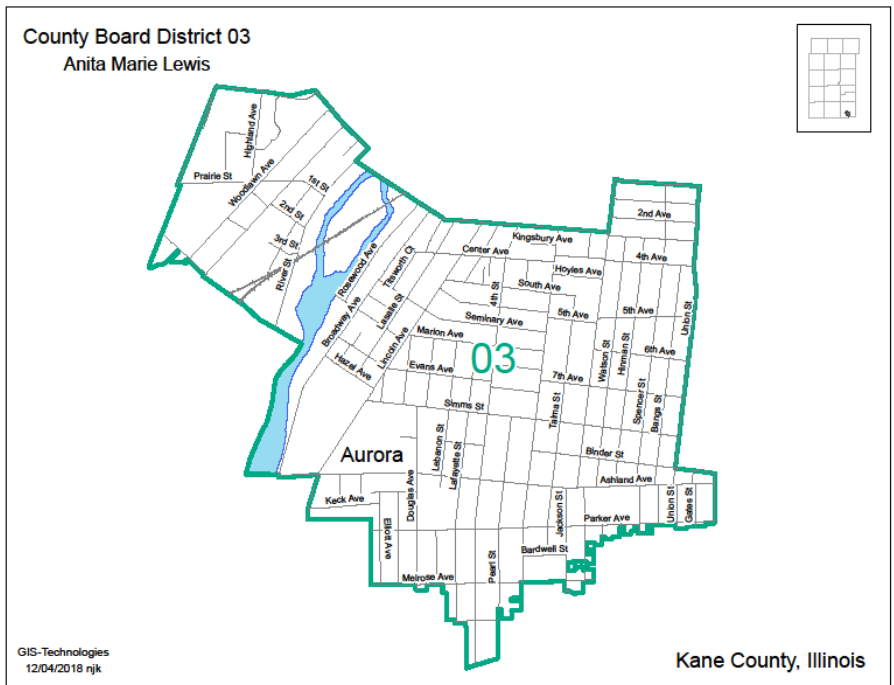 County Board District 03
Anita Marie Lewis
Highland Ave
Prairie St
Woodlawn Ave
1st St
2nd St
3rd St
River St
2nd Ave
Kingsbury Ave
Center Ave
4th Ave
Titsworth Ct
Rosewood Ave
Hoyles Ave
South Ave
4th St
Lasalle St
Broadway Ave
5th Ave
5th Ave
Union St
Seminary Ave
Marion Ave
Lincoln Ave
Watson St
Hinman St
6th Ave
03
Hazel Ave
Evans Ave
7th Ave
Talma St
Spencer St
Bangs St
Simms St
Lebanon St
Lafayette St
Binder St
Aurora
Ashland Ave
Douglas Ave
Keck Ave
Union St
Gates St
Jackson St
Parker Ave
Elliott Ave
Bardwell St
Pearl St
Melrose Ave
GIS-Technologies
12/04/2018 njk
Kane County, Illinois